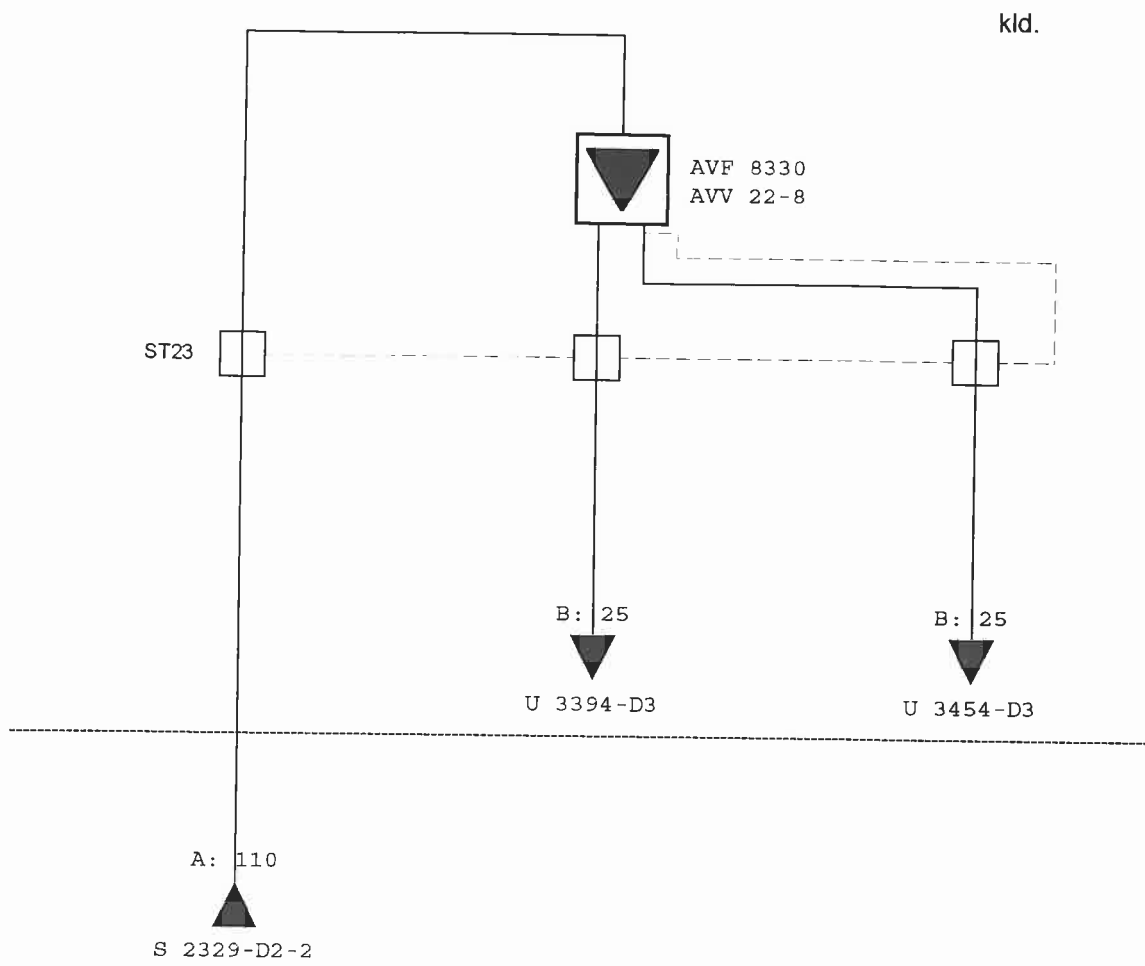 kld.
AVF 8330
AVV 22-8
ST23
B: 25
B: 25
U 3394-D3
U 3454-D3
A: 110
S 2329-D2-2